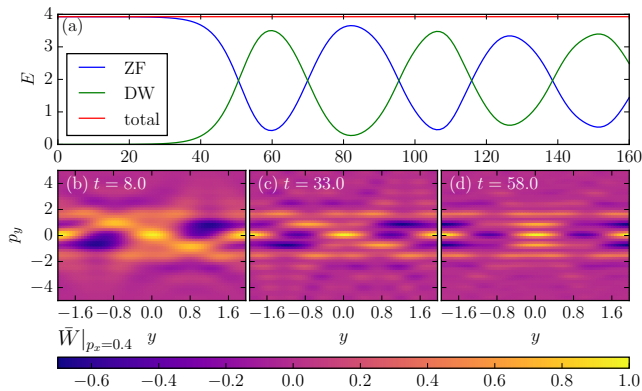 4
3
2
1
0
E
(a)
ZF
DW
total
0 20 40 60 80 100 120 140 160
(b) t = 8.0 (c) t = 33.0 (d) t = 58.0
4
2
0
−2
−4
p_y
−1.6 −0.8 0.0 0.8 1.6 −1.6 −0.8 0.0 0.8 1.6 −1.6 −0.8 0.0 0.8 1.6
y y y
W̄|_{p_x=0.4}
−0.6 −0.4 −0.2 0.0 0.2 0.4 0.6 0.8 1.0